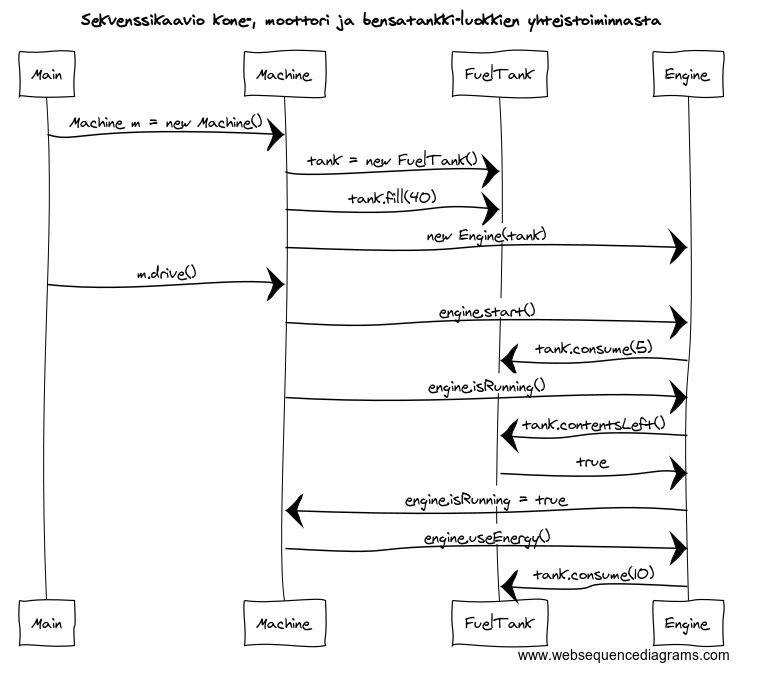 Sekvenssikaavio Kone-, moottori ja bensatankki-luokkien yhteistoiminnasta
Main Machine FuelTank Engine
Machine m = new Machine()
tank = new FuelTank()
tank.fill(40)
new Engine(tank)
m.drive()
engine.start()
tank.consume(5)
engine.isRunning()
tank.contentsLeft()
true
engine.isRunning = true
engine.useEnergy()
tank.consume(10)
Main Machine FuelTank Engine
www.websequencediagrams.com